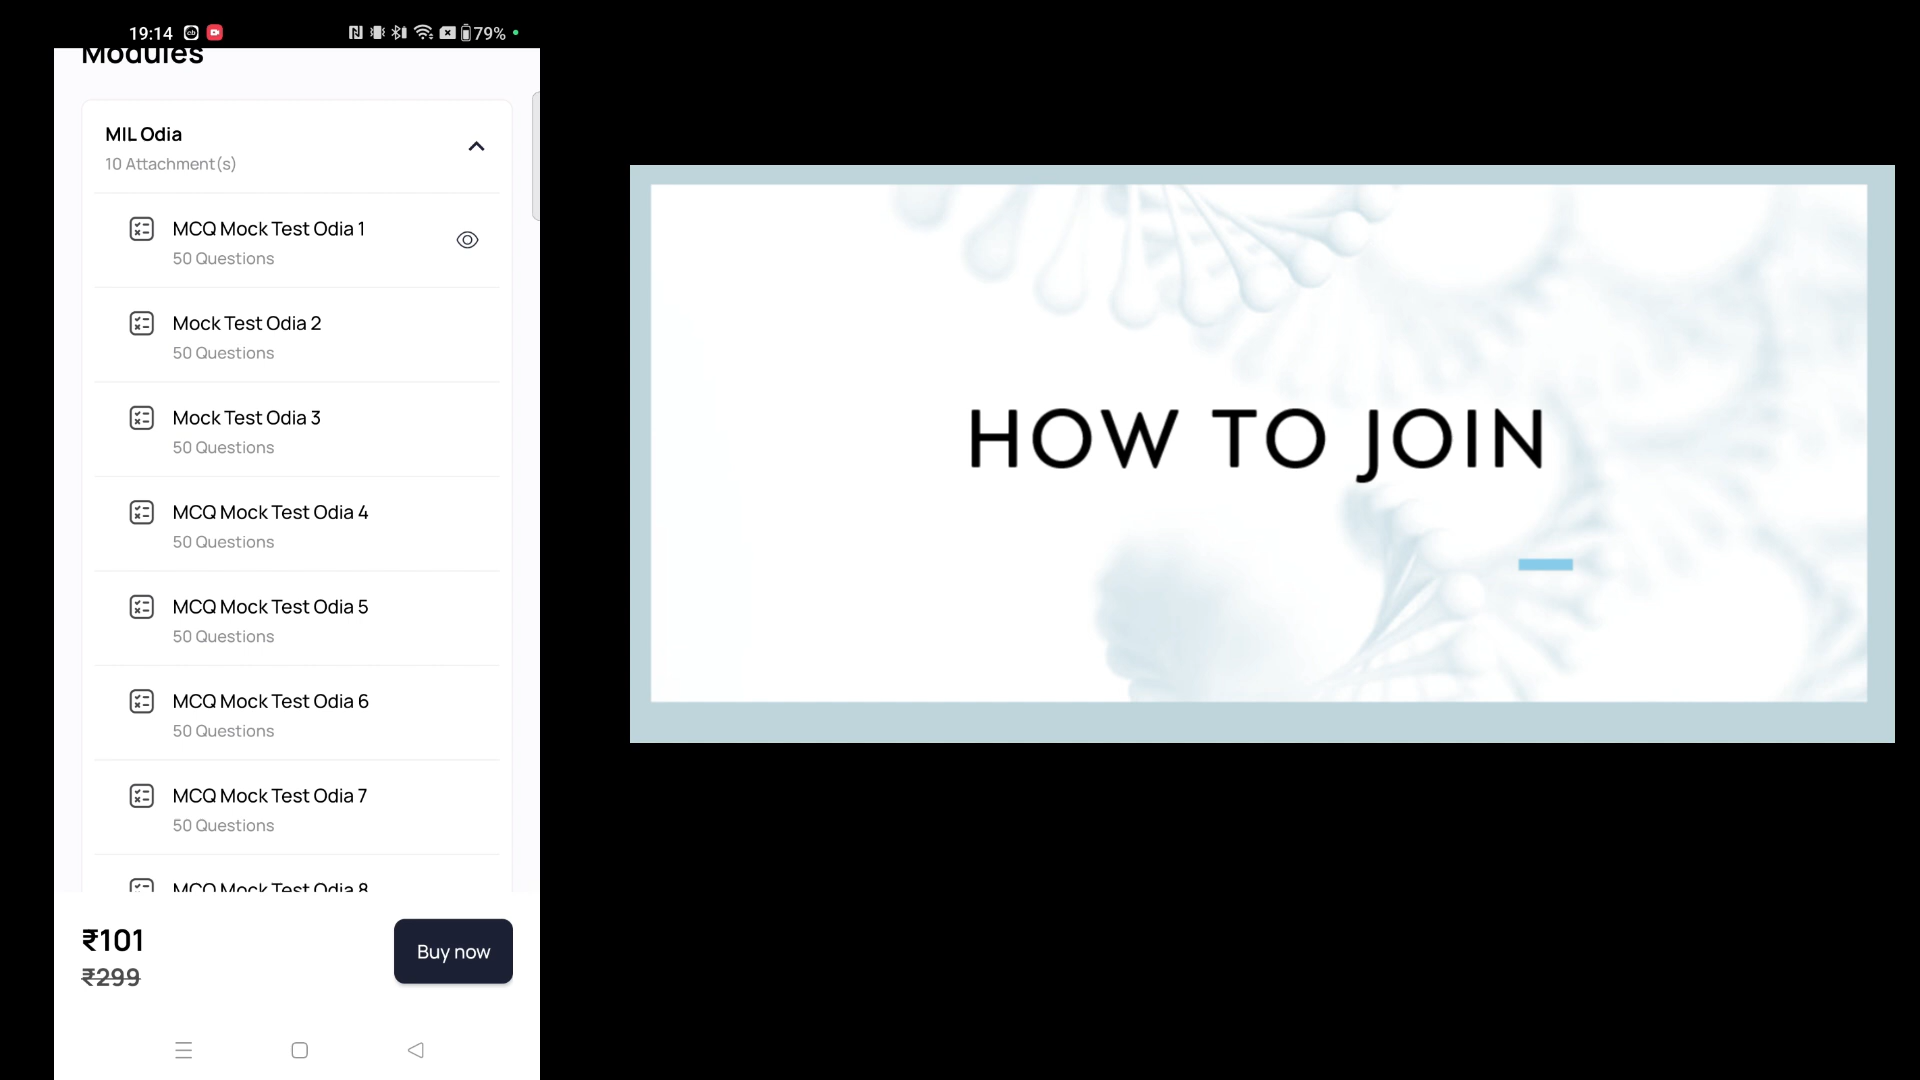 19:14
79%
Modules
MIL Odia
10 Attachment(s)
MCQ Mock Test Odia 1
50 Questions
Mock Test Odia 2
50 Questions
Mock Test Odia 3
50 Questions
MCQ Mock Test Odia 4
50 Questions
MCQ Mock Test Odia 5
50 Questions
MCQ Mock Test Odia 6
50 Questions
MCQ Mock Test Odia 7
50 Questions
MCQ Mock Test Odia 8
₹101
₹299
Buy now
HOW TO JOIN